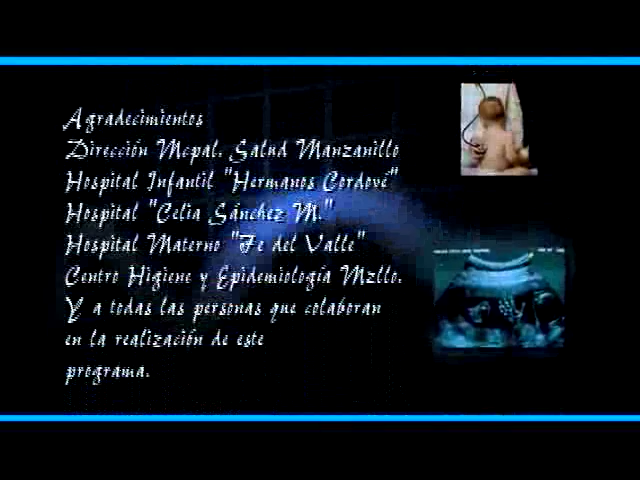 Agradecimientos
Dirección Mcpal. Salud Manzanillo
Hospital Infantil "Hermanos Cordové"
Hospital "Celia Sánchez M."
Hospital Materno "Fe del Valle"
Centro Higiene y Epidemiología Mzllo.
Y a todas las personas que colaboran
en la realización de este
programa.